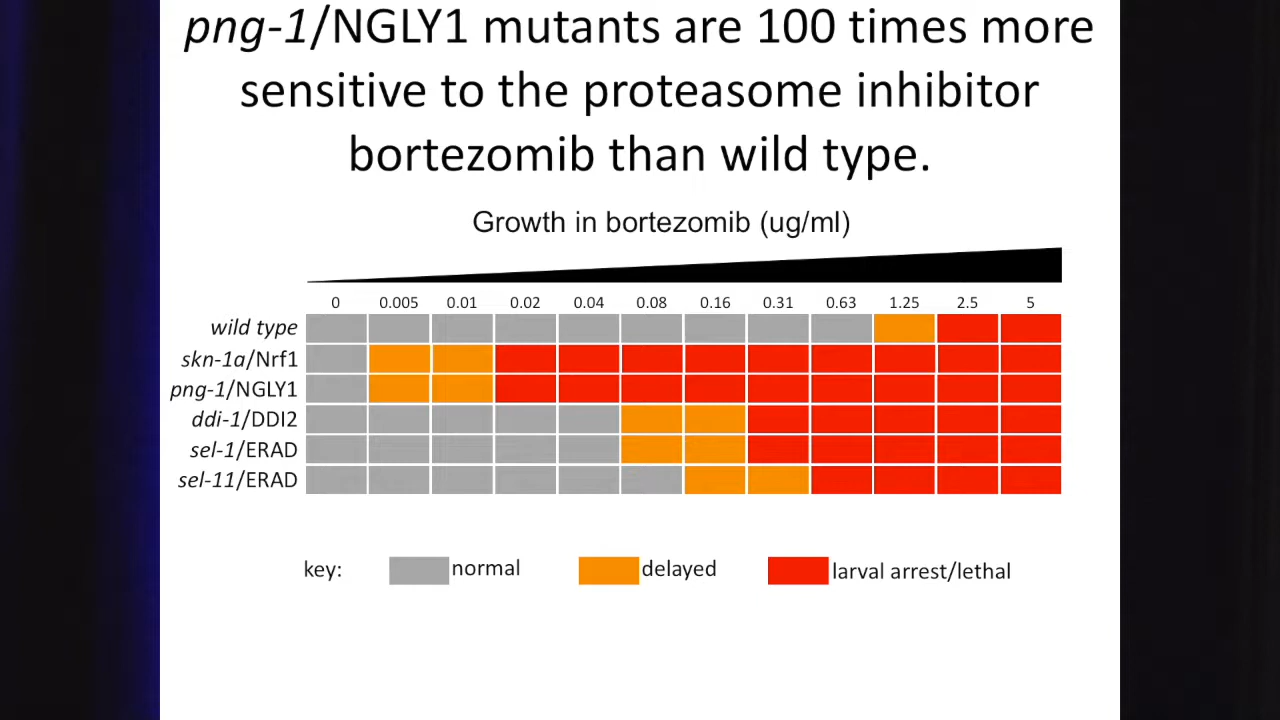 png-1/NGLY1 mutants are 100 times more
sensitive to the proteasome inhibitor
bortezomib than wild type.
Growth in bortezomib (ug/ml)
0 0.005 0.01 0.02 0.04 0.08 0.16 0.31 0.63 1.25 2.5 5
wild type
skn-1a/Nrf1
png-1/NGLY1
ddi-1/DDI2
sel-1/ERAD
sel-11/ERAD
key: normal delayed larval arrest/lethal